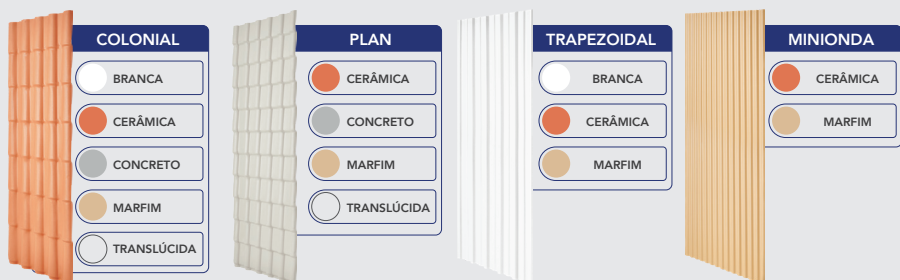 COLONIAL
BRANCA
CERÂMICA
CONCRETO
MARFIM
TRANSLÚCIDA
PLAN
CERÂMICA
CONCRETO
MARFIM
TRANSLÚCIDA
TRAPEZOIDAL
BRANCA
CERÂMICA
MARFIM
MINIONDA
CERÂMICA
MARFIM